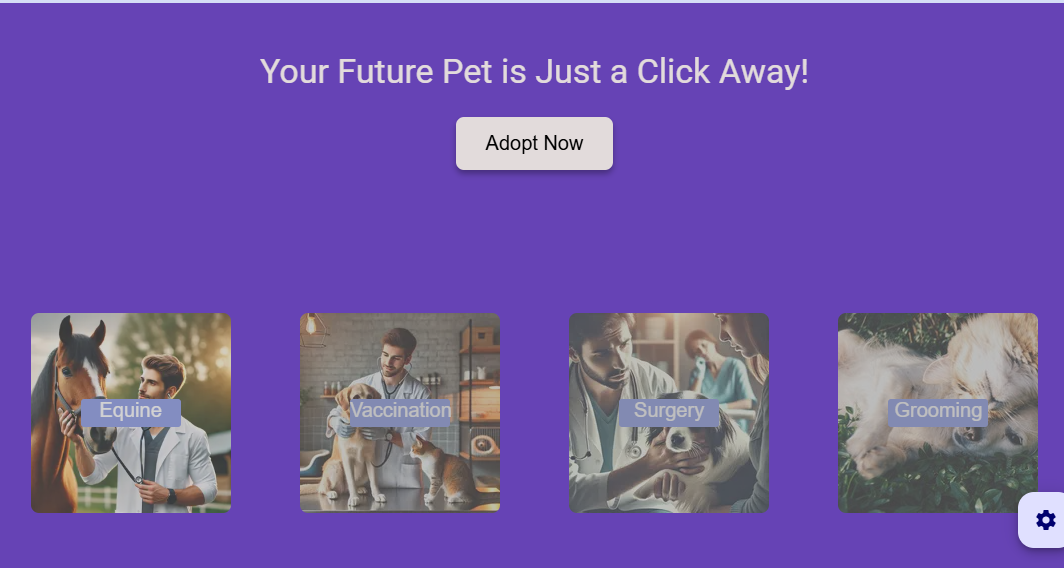 Your Future Pet is Just a Click Away!
Adopt Now
Equine
Vaccination
Surgery
Grooming